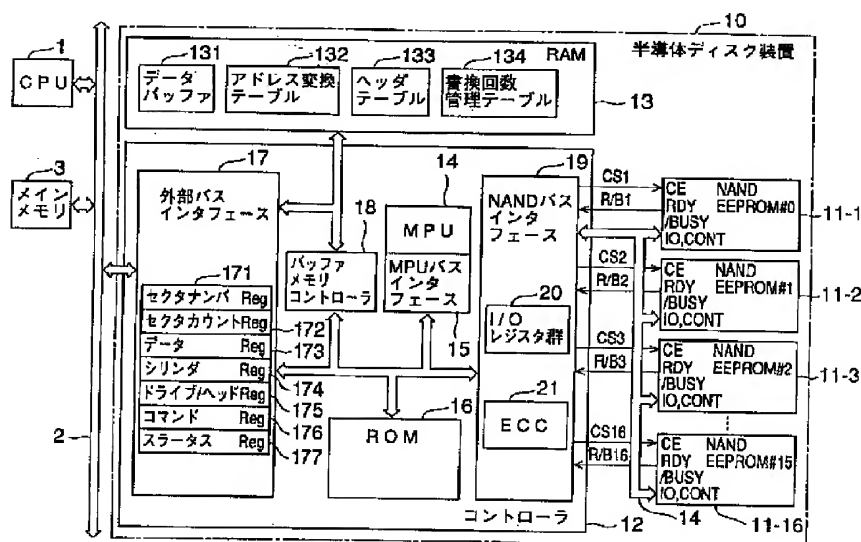 10
半導体ディスク装置
1
CPU
131
132
133
134
RAM
データ
バッファ
アドレス変換
テーブル
ヘッダ
テーブル
書換回数
管理テーブル
13
3
メイン
メモリ
17
外部バス
インタフェース
171
セクタナンバ Reg
セクタカウント Reg
172
データ Reg
173
シリンダ Reg
174
ドライブ/ヘッド Reg
175
コマンド Reg
176
スラータス Reg
177
2
18
バッファ
メモリ
コントローラ
14
MPU
MPUバス
インタ
フェース
15
16
ROM
19
NANDバス
インタ
フェース
20
I/O
レジスタ群
21
ECC
コントローラ
12
CS1
R/B1
CE NAND
RDY EEPROM#0
/BUSY
IO,CONT
11-1
CS2
R/B2
CE NAND
RDY EEPROM#1
/BUSY
IO,CONT
11-2
CS3
R/B3
CE NAND
RDY EEPROM#2
/BUSY
IO,CONT
11-3
CS16
R/B16
CE NAND
RDY EEPROM#15
/BUSY
IO,CONT
14
11-16